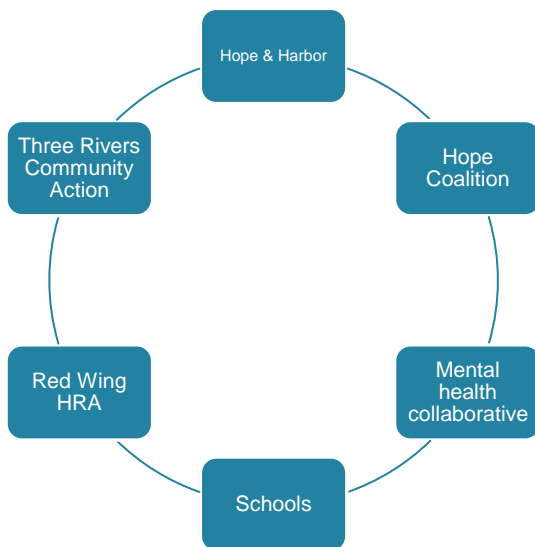 Hope & Harbor
Hope
Coalition
Mental
health
collaborative
Schools
Red Wing
HRA
Three Rivers
Community
Action